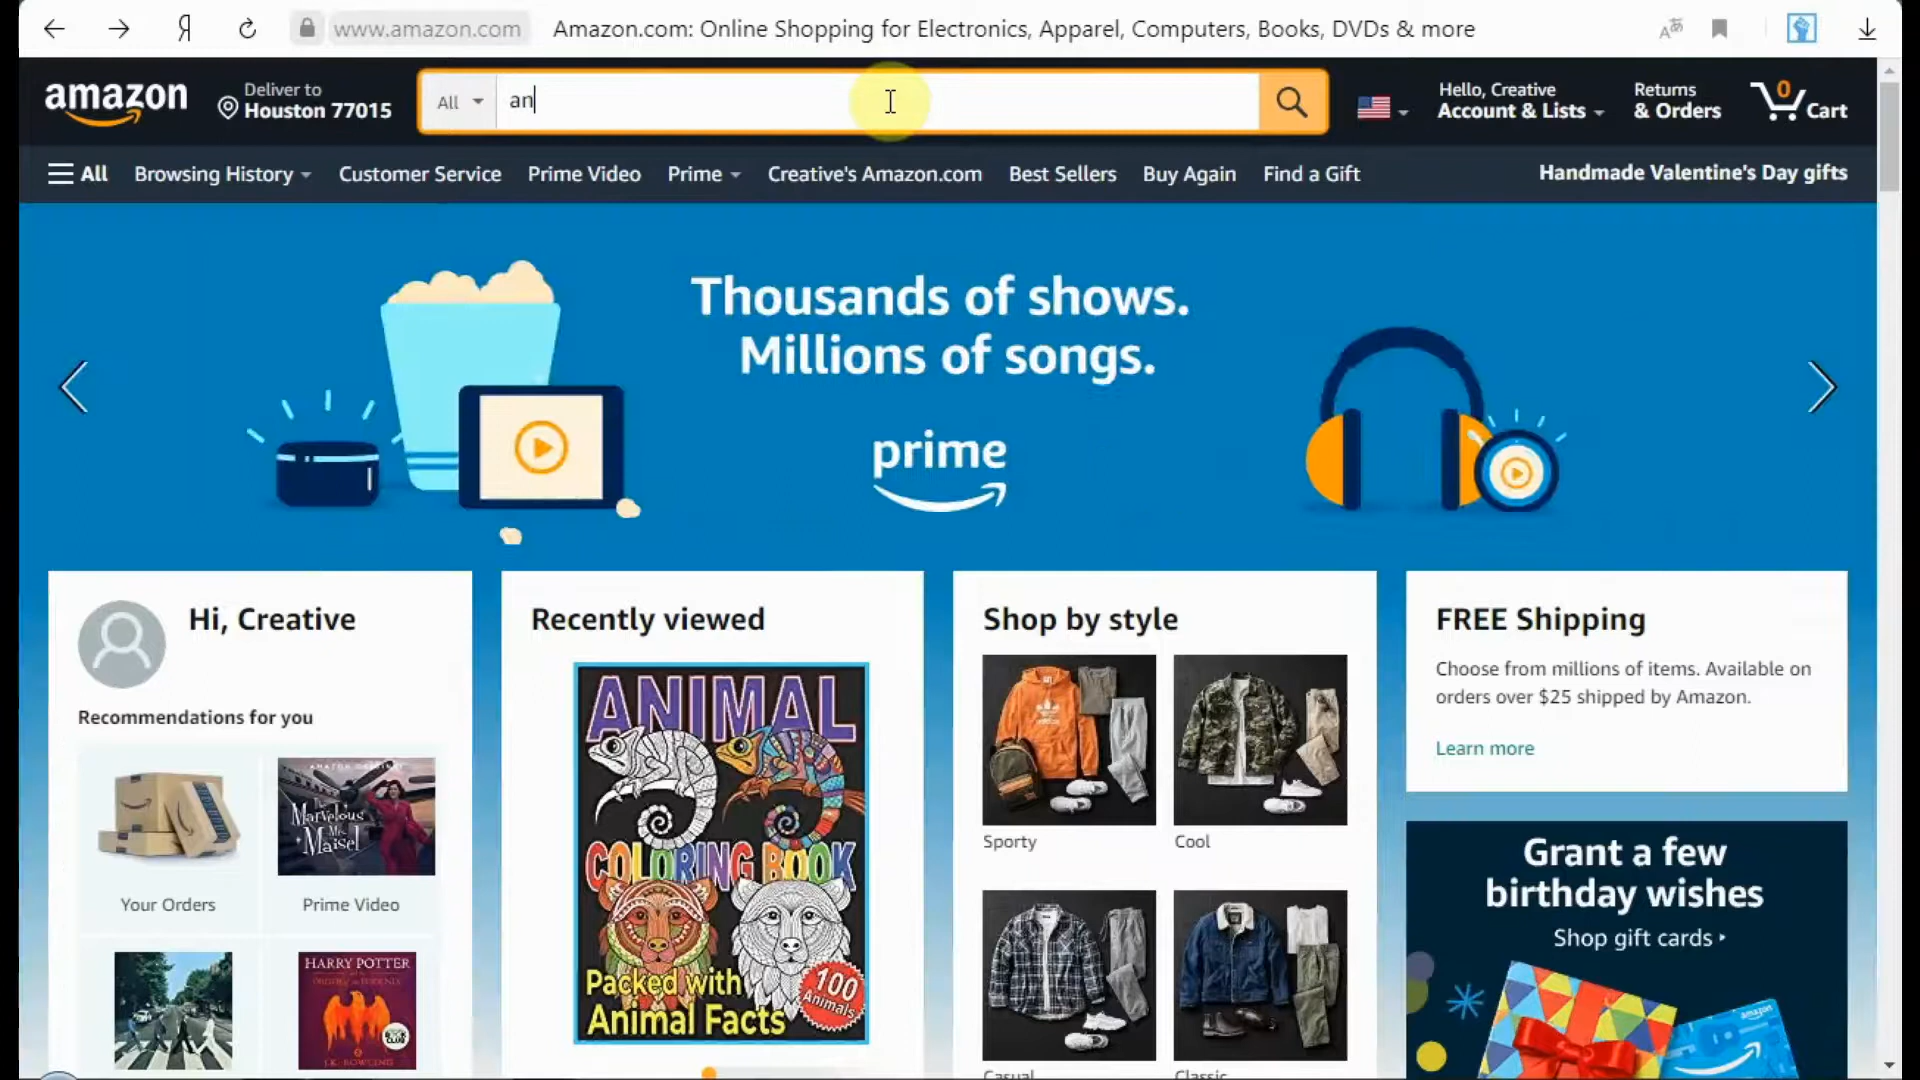 Я
www.amazon.com
Amazon.com: Online Shopping for Electronics, Apparel, Computers, Books, DVDs & more
amazon
Deliver to
Houston 77015
All
an
Hello, Creative
Account & Lists
Returns
& Orders
0
Cart
All
Browsing History
Customer Service
Prime Video
Prime
Creative's Amazon.com
Best Sellers
Buy Again
Find a Gift
Handmade Valentine's Day gifts
Thousands of shows.
Millions of songs.
prime
Hi, Creative
Recommendations for you
AMAZON ORIGINAL
The
Marvelous
Mrs.
Maisel
Your Orders
Prime Video
HARRY POTTER
J.K. ROWLING
Recently viewed
ANIMAL
COLORING BOOK
Packed with
Animal Facts
100
Animals
Shop by style
Sporty
Cool
Casual
Classic
FREE Shipping
Choose from millions of items. Available on
orders over $25 shipped by Amazon.
Learn more
Grant a few
birthday wishes
Shop gift cards
amazon